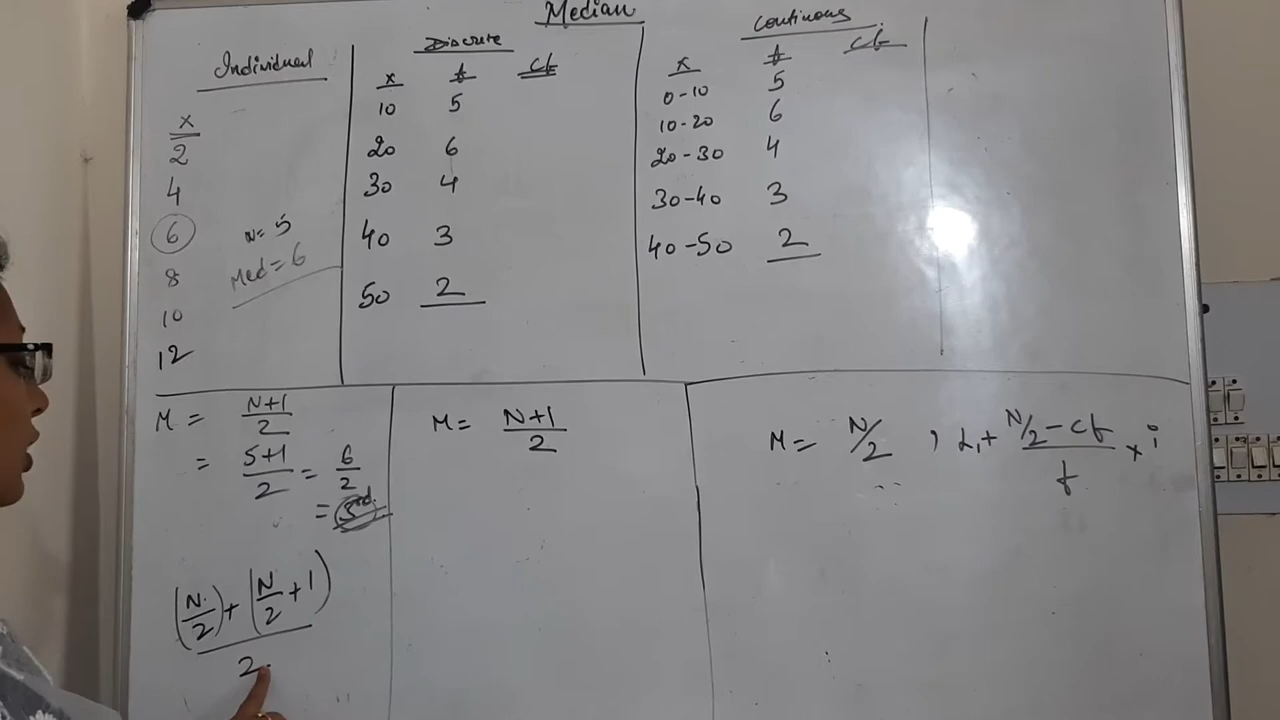 Median
Individual
x
2
4
6
8
10
12
N= 5
Med = 6
Discrete
x f cf
10 5
20 6
30 4
40 3
50 2
Continous
x f cf
0-10 5
10-20 6
20-30 4
30-40 3
40-50 2
M = N+1/2
= 5+1/2 = 6/2
= 3rd
(N/2) + (N/2 + 1)
2
M = N+1/2
M = N/2 , L1 + N/2 - cf/f x i